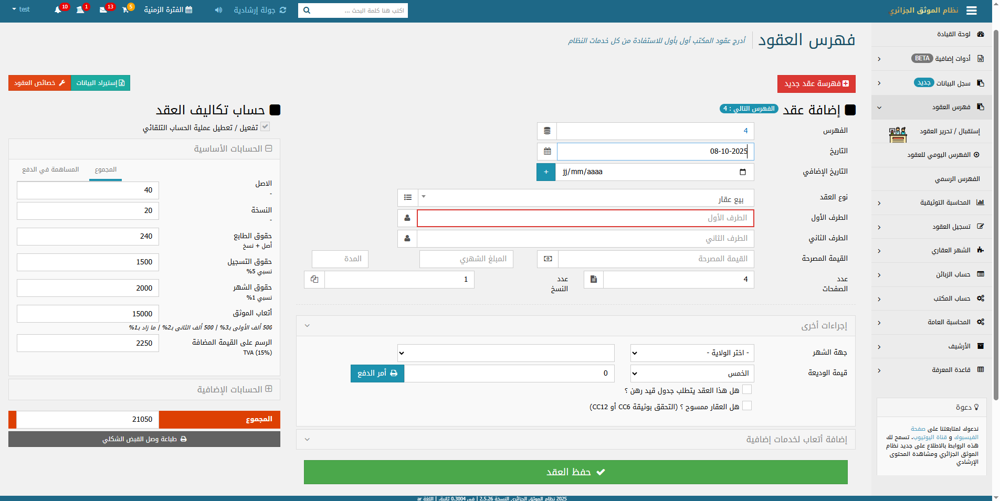 نظام الموثق الجزائري
اكتب هنا كلمة البحث ...
جولة إرشادية
الفترة الزمنية
5
13
1
10
test
لوحة القيادة
أدوات إضافية BETA
سجل البيانات جديد
فهرس العقود
إستقبال / تحرير العقود
الفهرس اليومي للعقود
الفهرس الرسمي
المحاسبة التوثيقية
تسجيل العقود
الشهر العقاري
حساب الزبائن
حساب المكتب
المحاسبة العامة
الأرشيف
قاعدة المعرفة
دعوة
ندعوك لمتابعتنا على صفحة
الفيسبوك و قناة اليوتيوب. تسمح لك
هذه الروابط بالاطلاع على جديد نظام
الموثق الجزائري ومشاهدة المحتوى
الإرشادي
فهرس العقود
أدرج عقود المكتب أول بأول للاستفادة من كل خدمات النظام
فهرسة عقد جديد
إستيراد البيانات
خصائص العقود
إضافة عقد الفهرس التالي : 4
الفهرس 4
التاريخ 08-10-2025
التاريخ الإضافي jj/mm/aaaa +
نوع العقد بيع عقار
الطرف الأول الطرف الأول
الطرف الثاني الطرف الثاني
القيمة المصرحة القيمة المصرحة المبلغ الشهري المدة
عدد الصفحات 4 عدد النسخ 1
إجراءات أخرى
جهة الشهر - اختر الولاية -
قيمة الوديعة الخمس 0 أمر الدفع
هل هذا العقد يتطلب جدول قيد رهن ؟
هل العقار ممسوح ؟ (التحقق بوثيقة CC6 أو CC12)
إضافة أتعاب لخدمات إضافية
حفظ العقد
حساب تكاليف العقد
تفعيل / تعطيل عملية الحساب التلقائي
الحسابات الأساسية
المجموع المساهمة في الدفع
الاصل 40
-
النسخة 20
-
حقوق الطابع 240
أصل + نسخ
حقوق التسجيل 1500
نسبي 5%
حقوق الشهر 2000
نسبي 1%
أتعاب الموثق 15000
500 ألف الأولى بـ3% | 500 ألف الثانى بـ2% | ما زاد بـ1%
الرسم على القيمة المضافة 2250
TVA (15%)
الحسابات الإضافية
المجموع 21050
طباعة وصل القبض الشكلي
2025 نظام الموثق الجزائري النسخة 2.5.26 | في 0.3004 ثانية. | اللغة ar